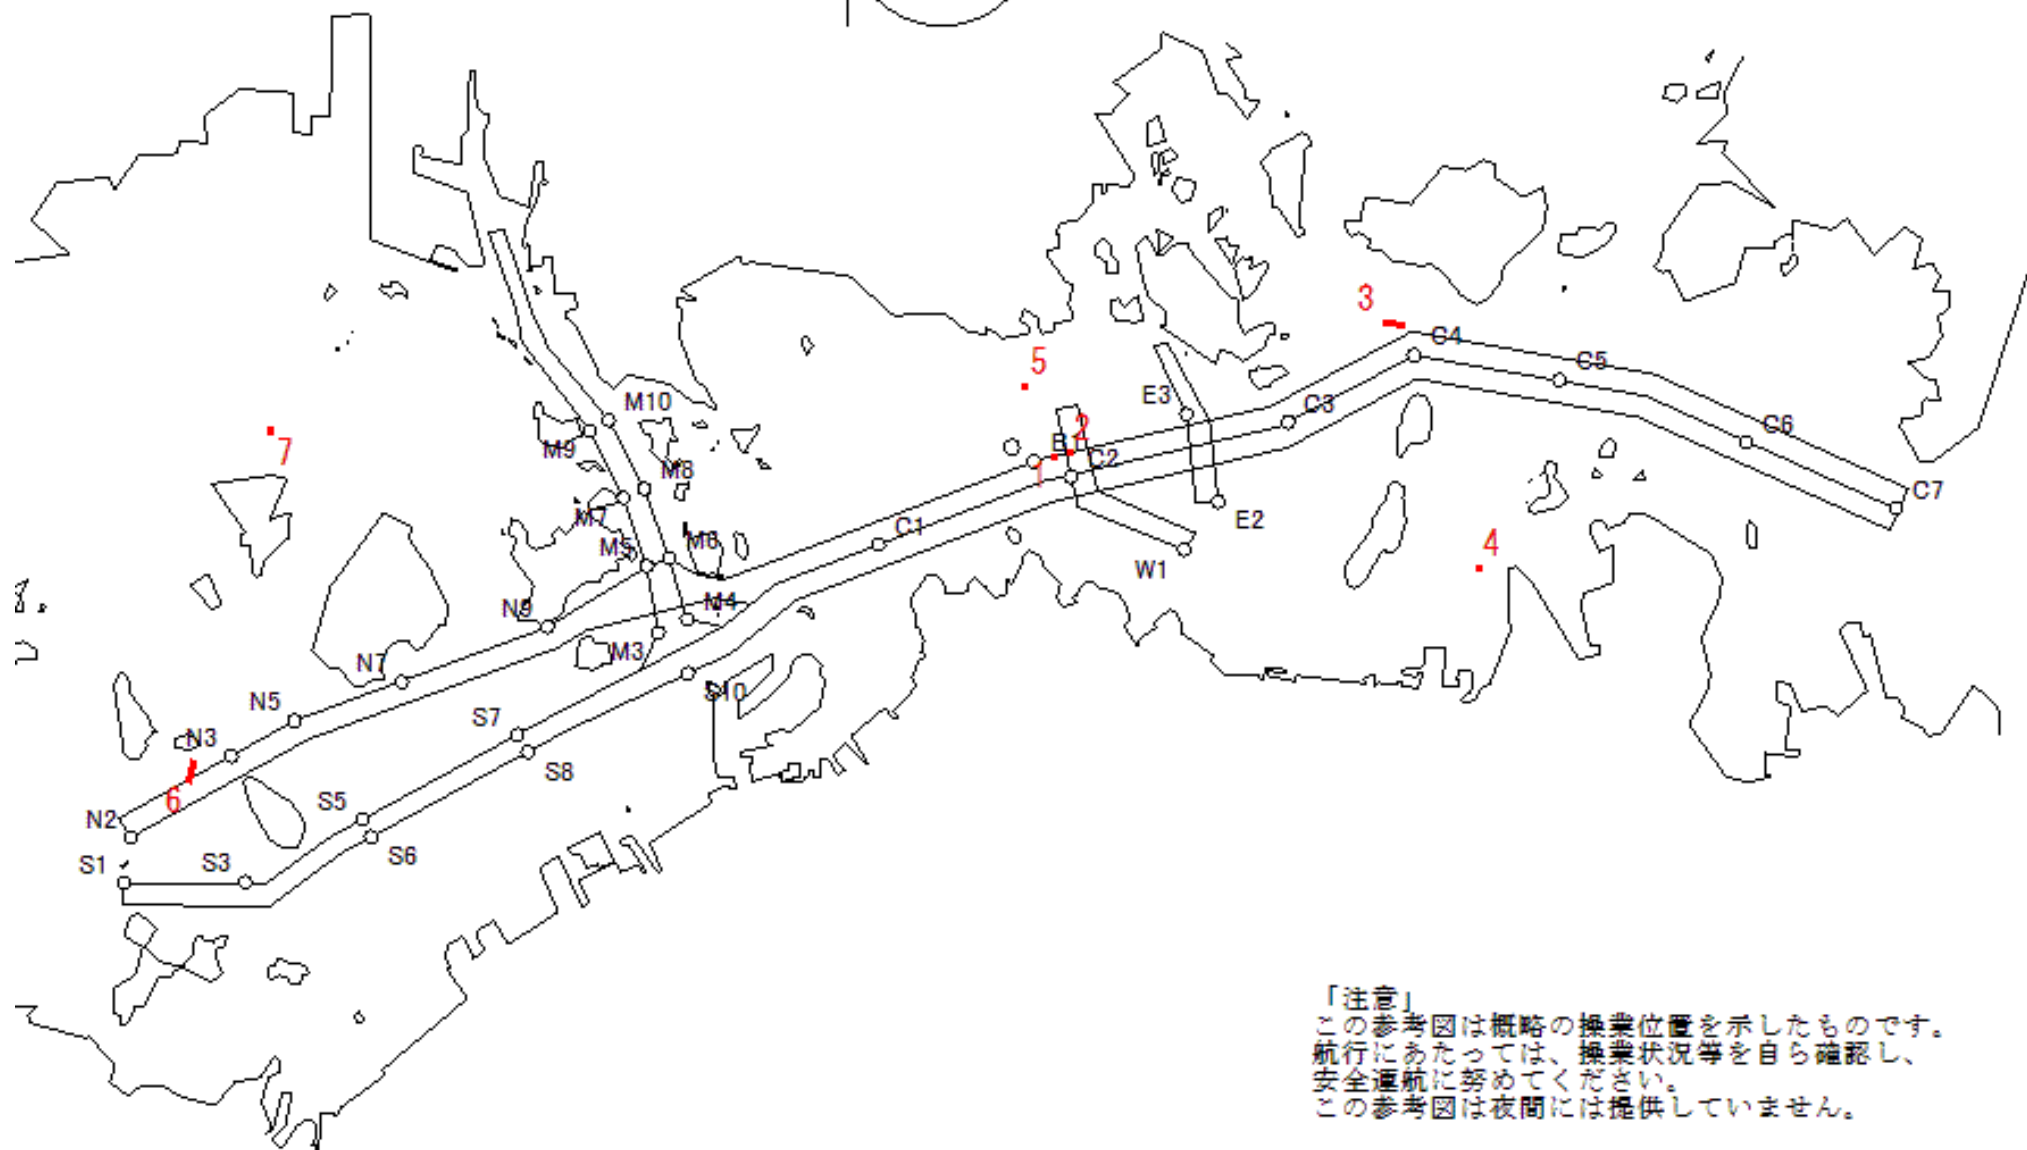 3
C4
5
C5
E3
M10
2
C3
C6
7
M9
B1
C2
1
M8
C7
M7
E2
C1
M5
M6
4
W1
N9
M4
M3
N7
S10
N5
S7
N3
S8
6
S5
N2
S6
S1
S3
「注意」
この参考図は概略の操業位置を示したものです。
航行にあたっては、操業状況等を自ら確認し、
安全運航に努めてください。
この参考図は夜間には提供していません。